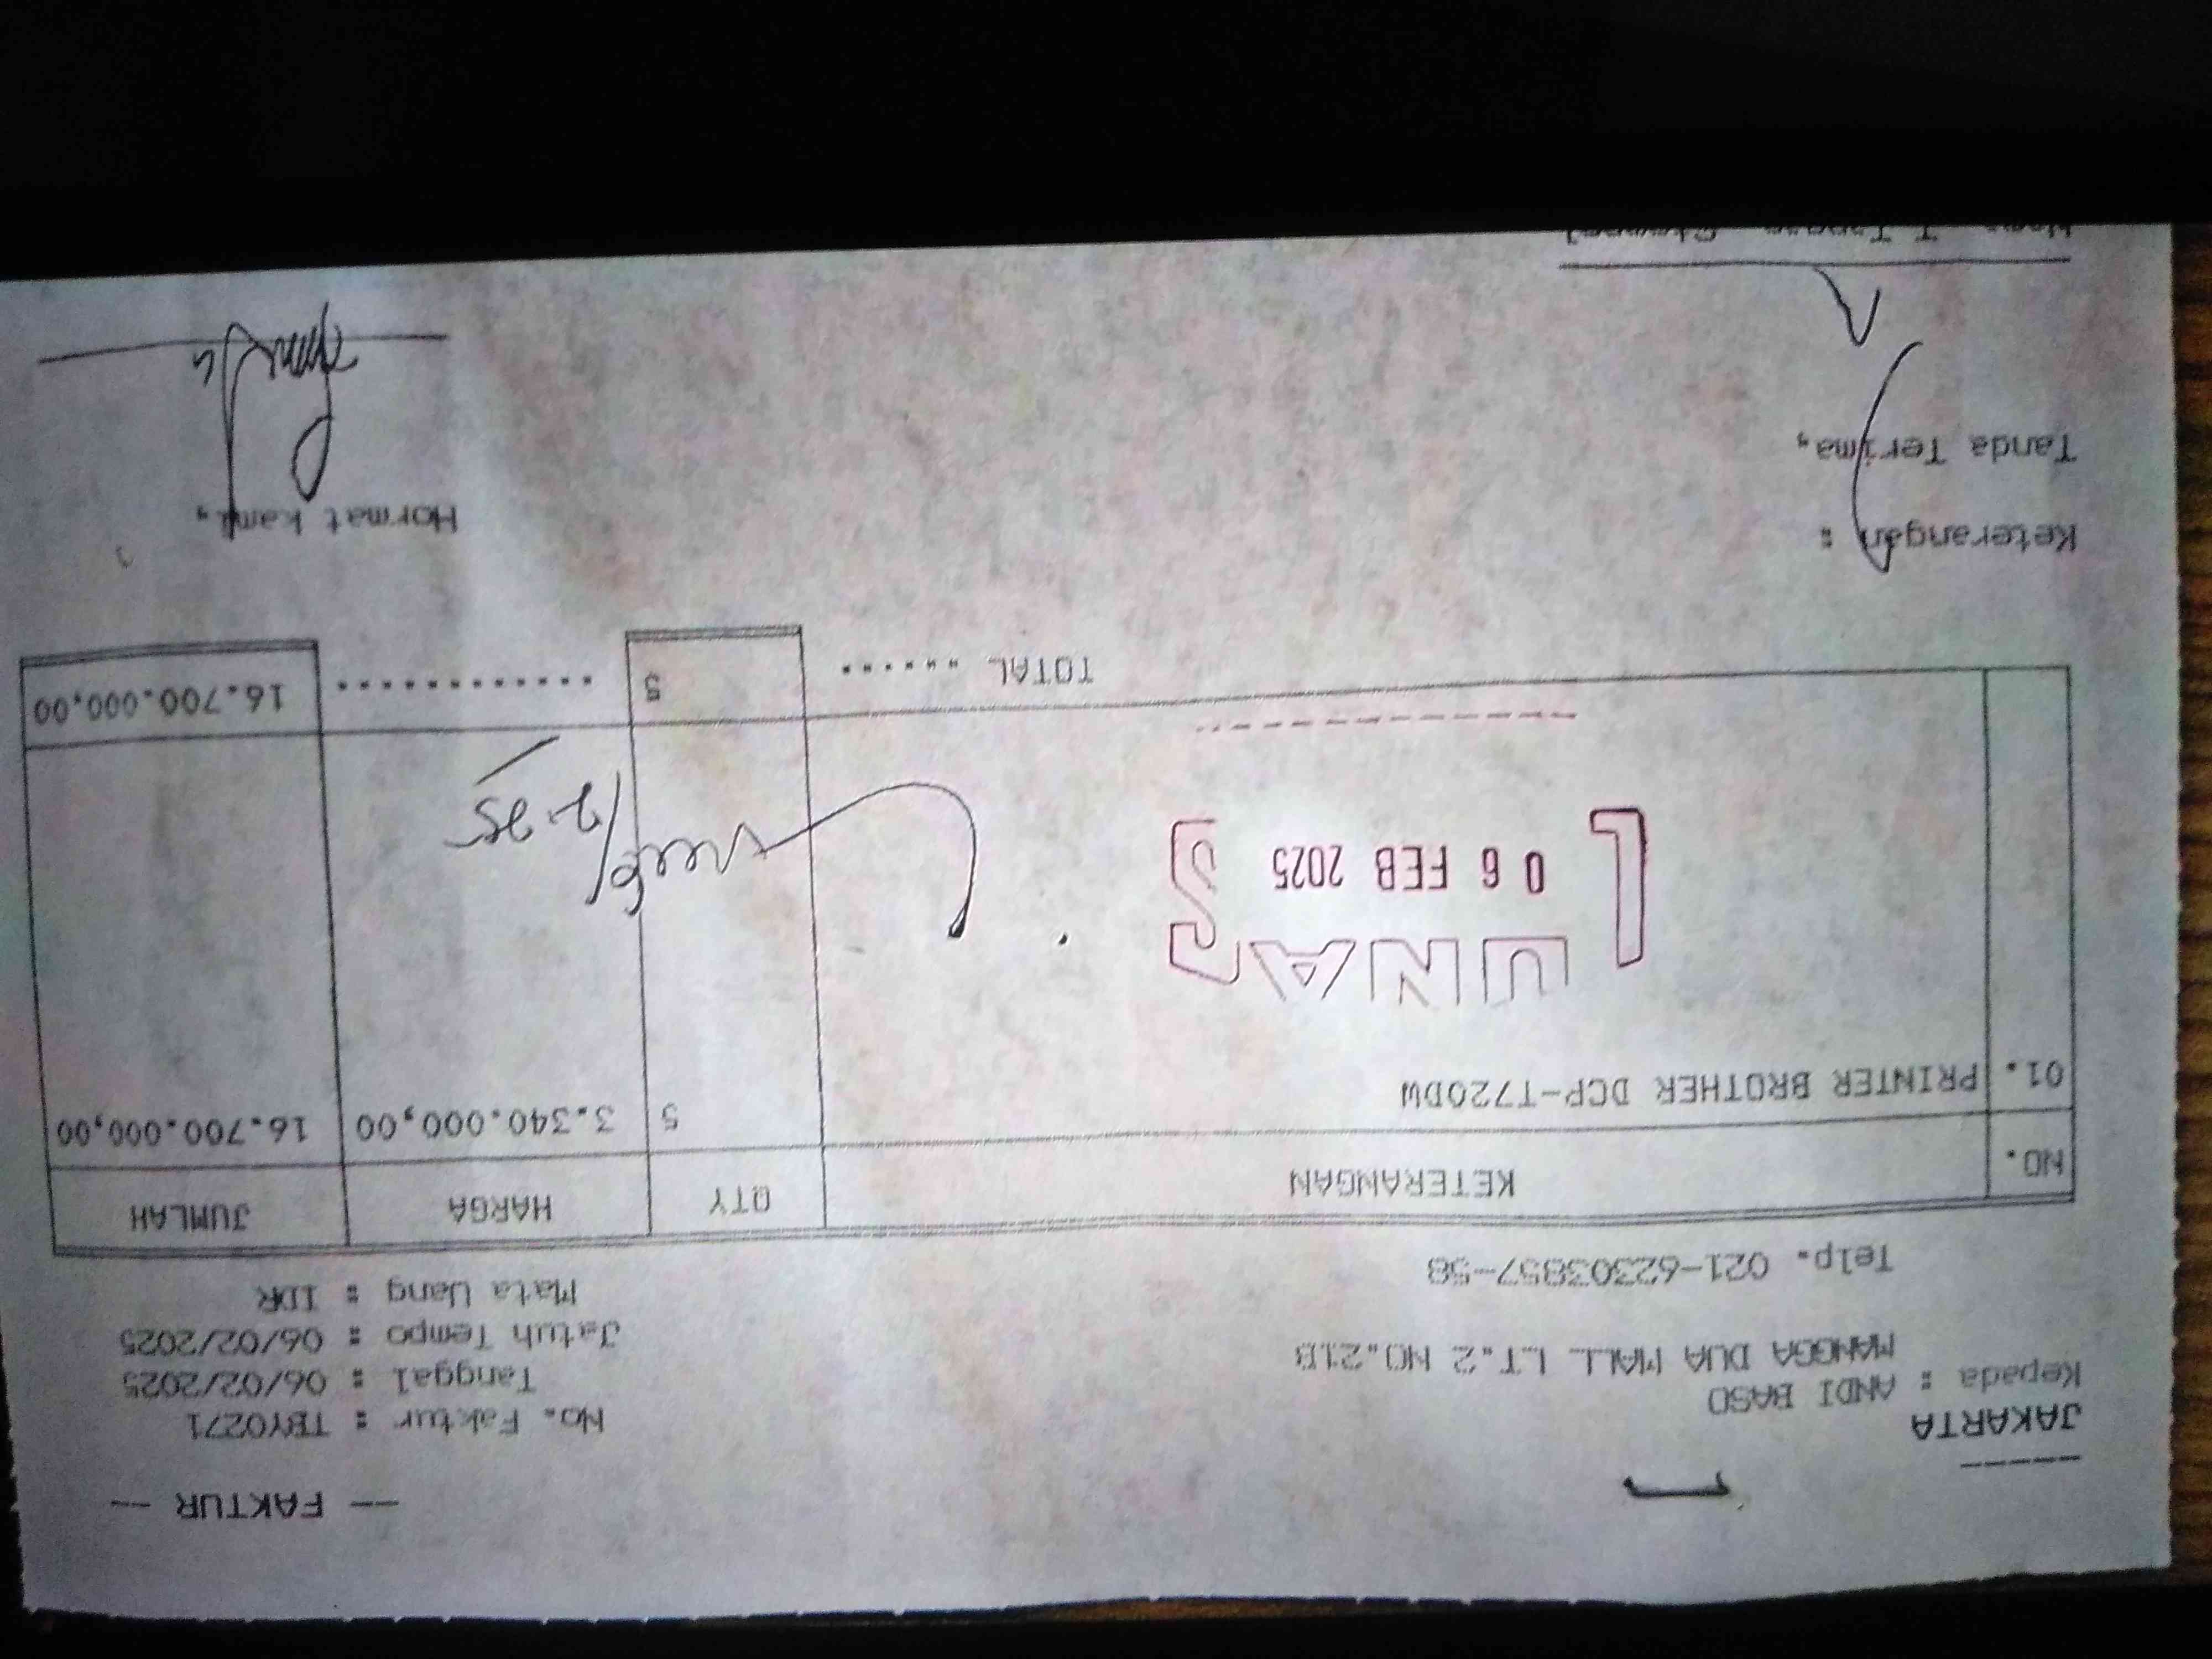 -- FAKTUR --
JAKARTA
Kepada : ANDI BASO
MANGGA DUA MALL LT.2 NO.21B
Telp. 021-62303857-58
No. Faktur : TBY0271
Tanggal : 06/02/2025
Jatuh Tempo : 06/02/2025
Mata Uang : IDR
NO. KETERANGAN QTY HARGA JUMLAH
01. PRINTER BROTHER DCP-T720DW 5 3.340.000,00 16.700.000,00
LUNAS
06 FEB 2025
6/2-25
TOTAL ...... 5 ............ 16.700.000,00
Keterangan :
Tanda Terima,
Hormat kami,